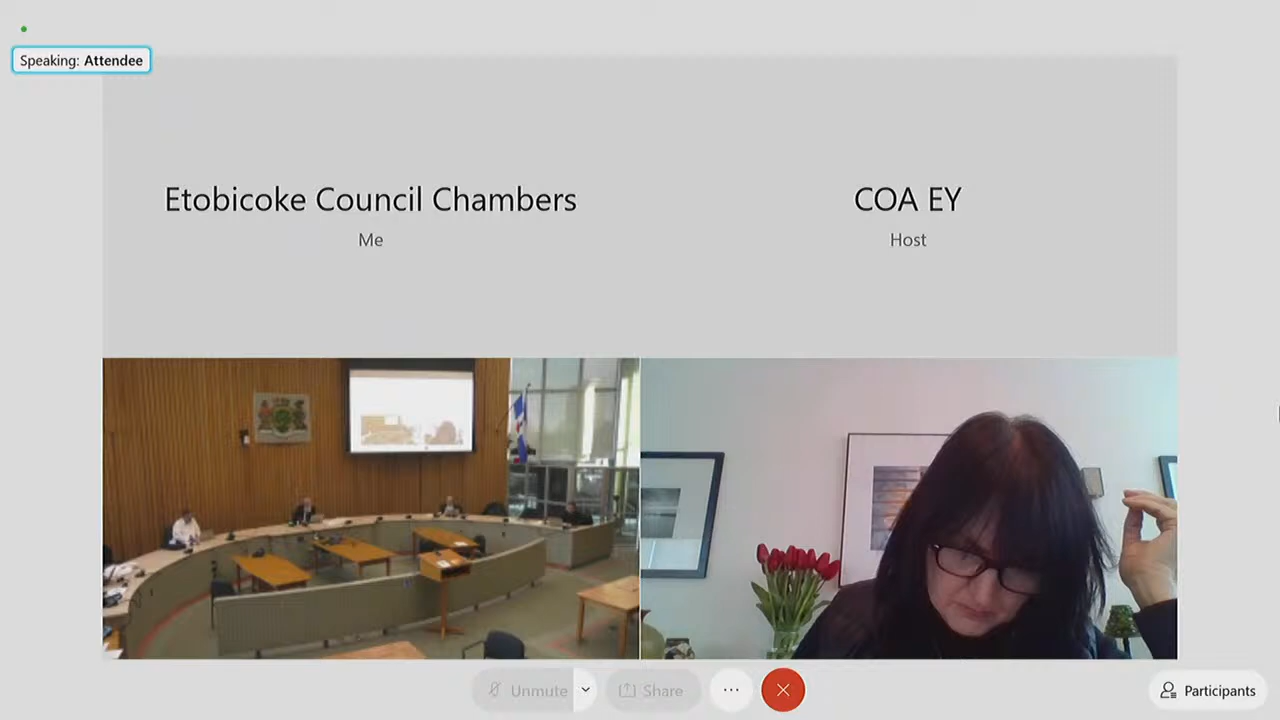 Speaking: Attendee
Etobicoke Council Chambers
Me
COA EY
Host
Unmute
Share
Participants